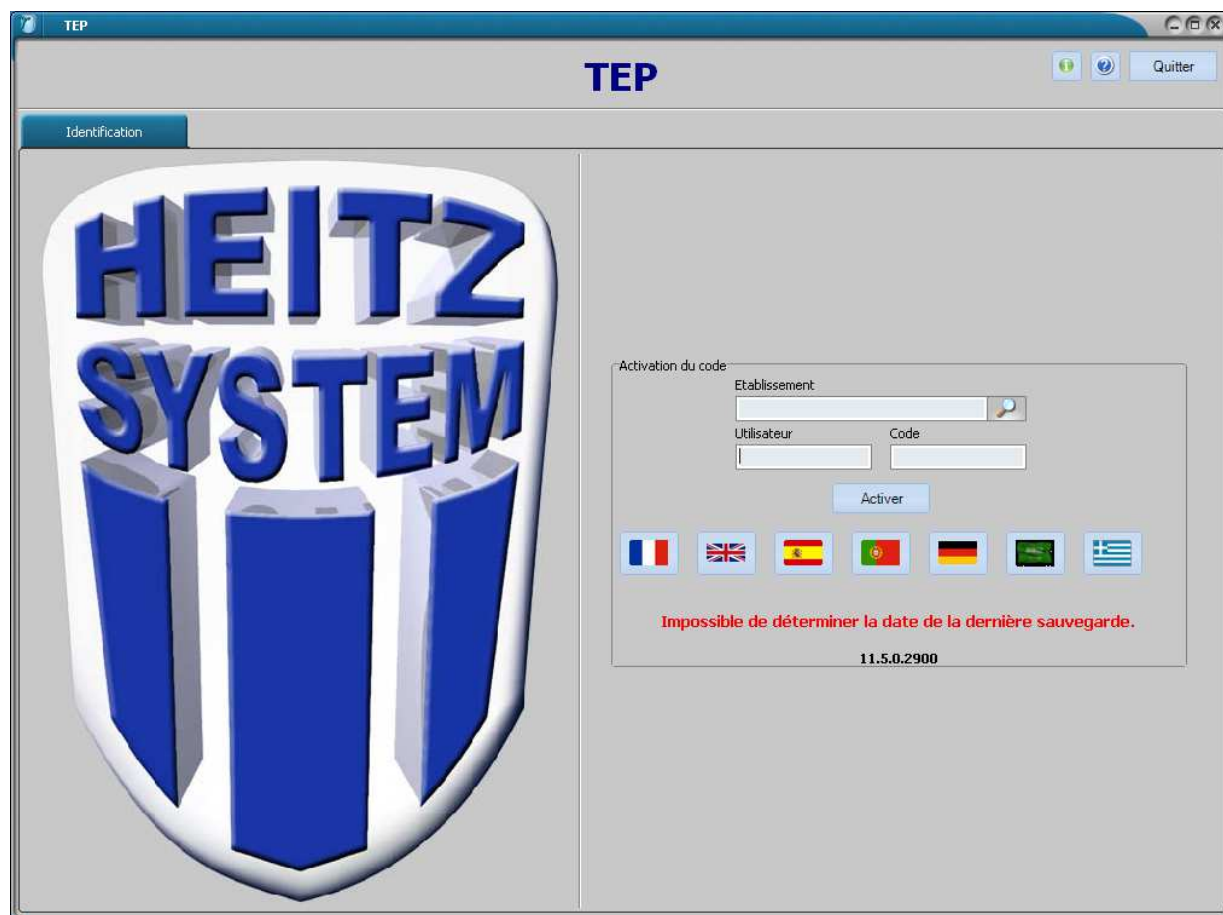 TEP
TEP
Quitter
Identification
HEITZ
SYSTEM
Activation du code
Etablissement
Utilisateur Code
Activer
Impossible de déterminer la date de la dernière sauvegarde.
11.5.0.2900